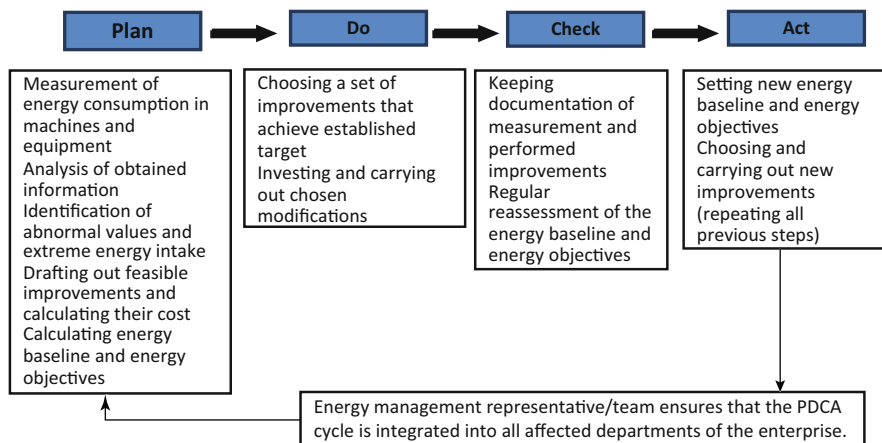 Plan
Do
Check
Act
Measurement of
energy consumption in
machines and
equipment
Analysis of obtained
information
Identification of
abnormal values and
extreme energy intake
Drafting out feasible
improvements and
calculating their cost
Calculating energy
baseline and energy
objectives
Choosing a set of
improvements that
achieve established
target
Investing and carrying
out chosen
modifications
Keeping
documentation of
measurement and
performed
improvements
Regular
reassessment of the
energy baseline and
energy objectives
Setting new energy
baseline and energy
objectives
Choosing and
carrying out new
improvements
(repeating all
previous steps)
Energy management representative/team ensures that the PDCA
cycle is integrated into all affected departments of the enterprise.